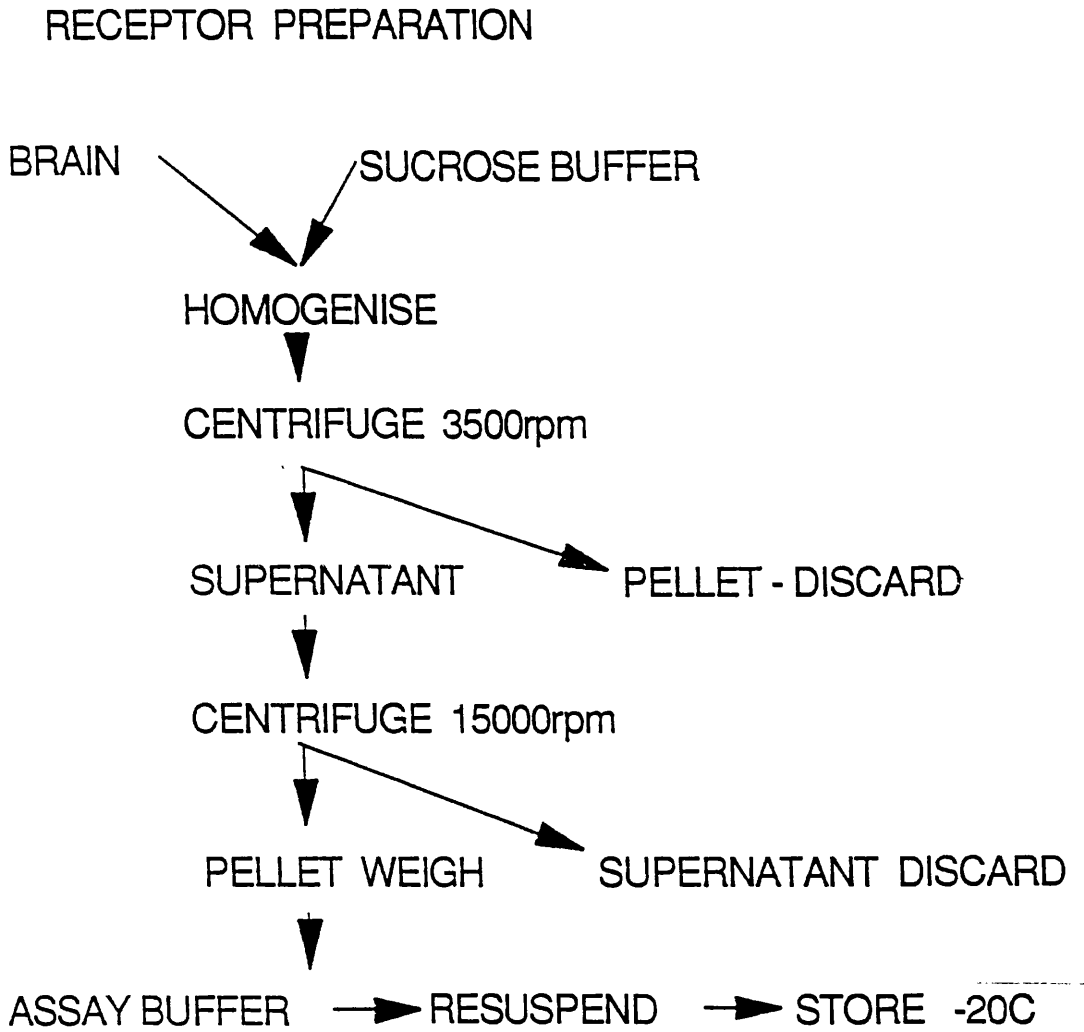 RECEPTOR PREPARATION
BRAIN
SUCROSE BUFFER
HOMOGENISE
CENTRIFUGE 3500rpm
SUPERNATANT
PELLET - DISCARD
CENTRIFUGE 15000rpm
PELLET WEIGH
SUPERNATANT DISCARD
ASSAY BUFFER
RESUSPEND
STORE -20C